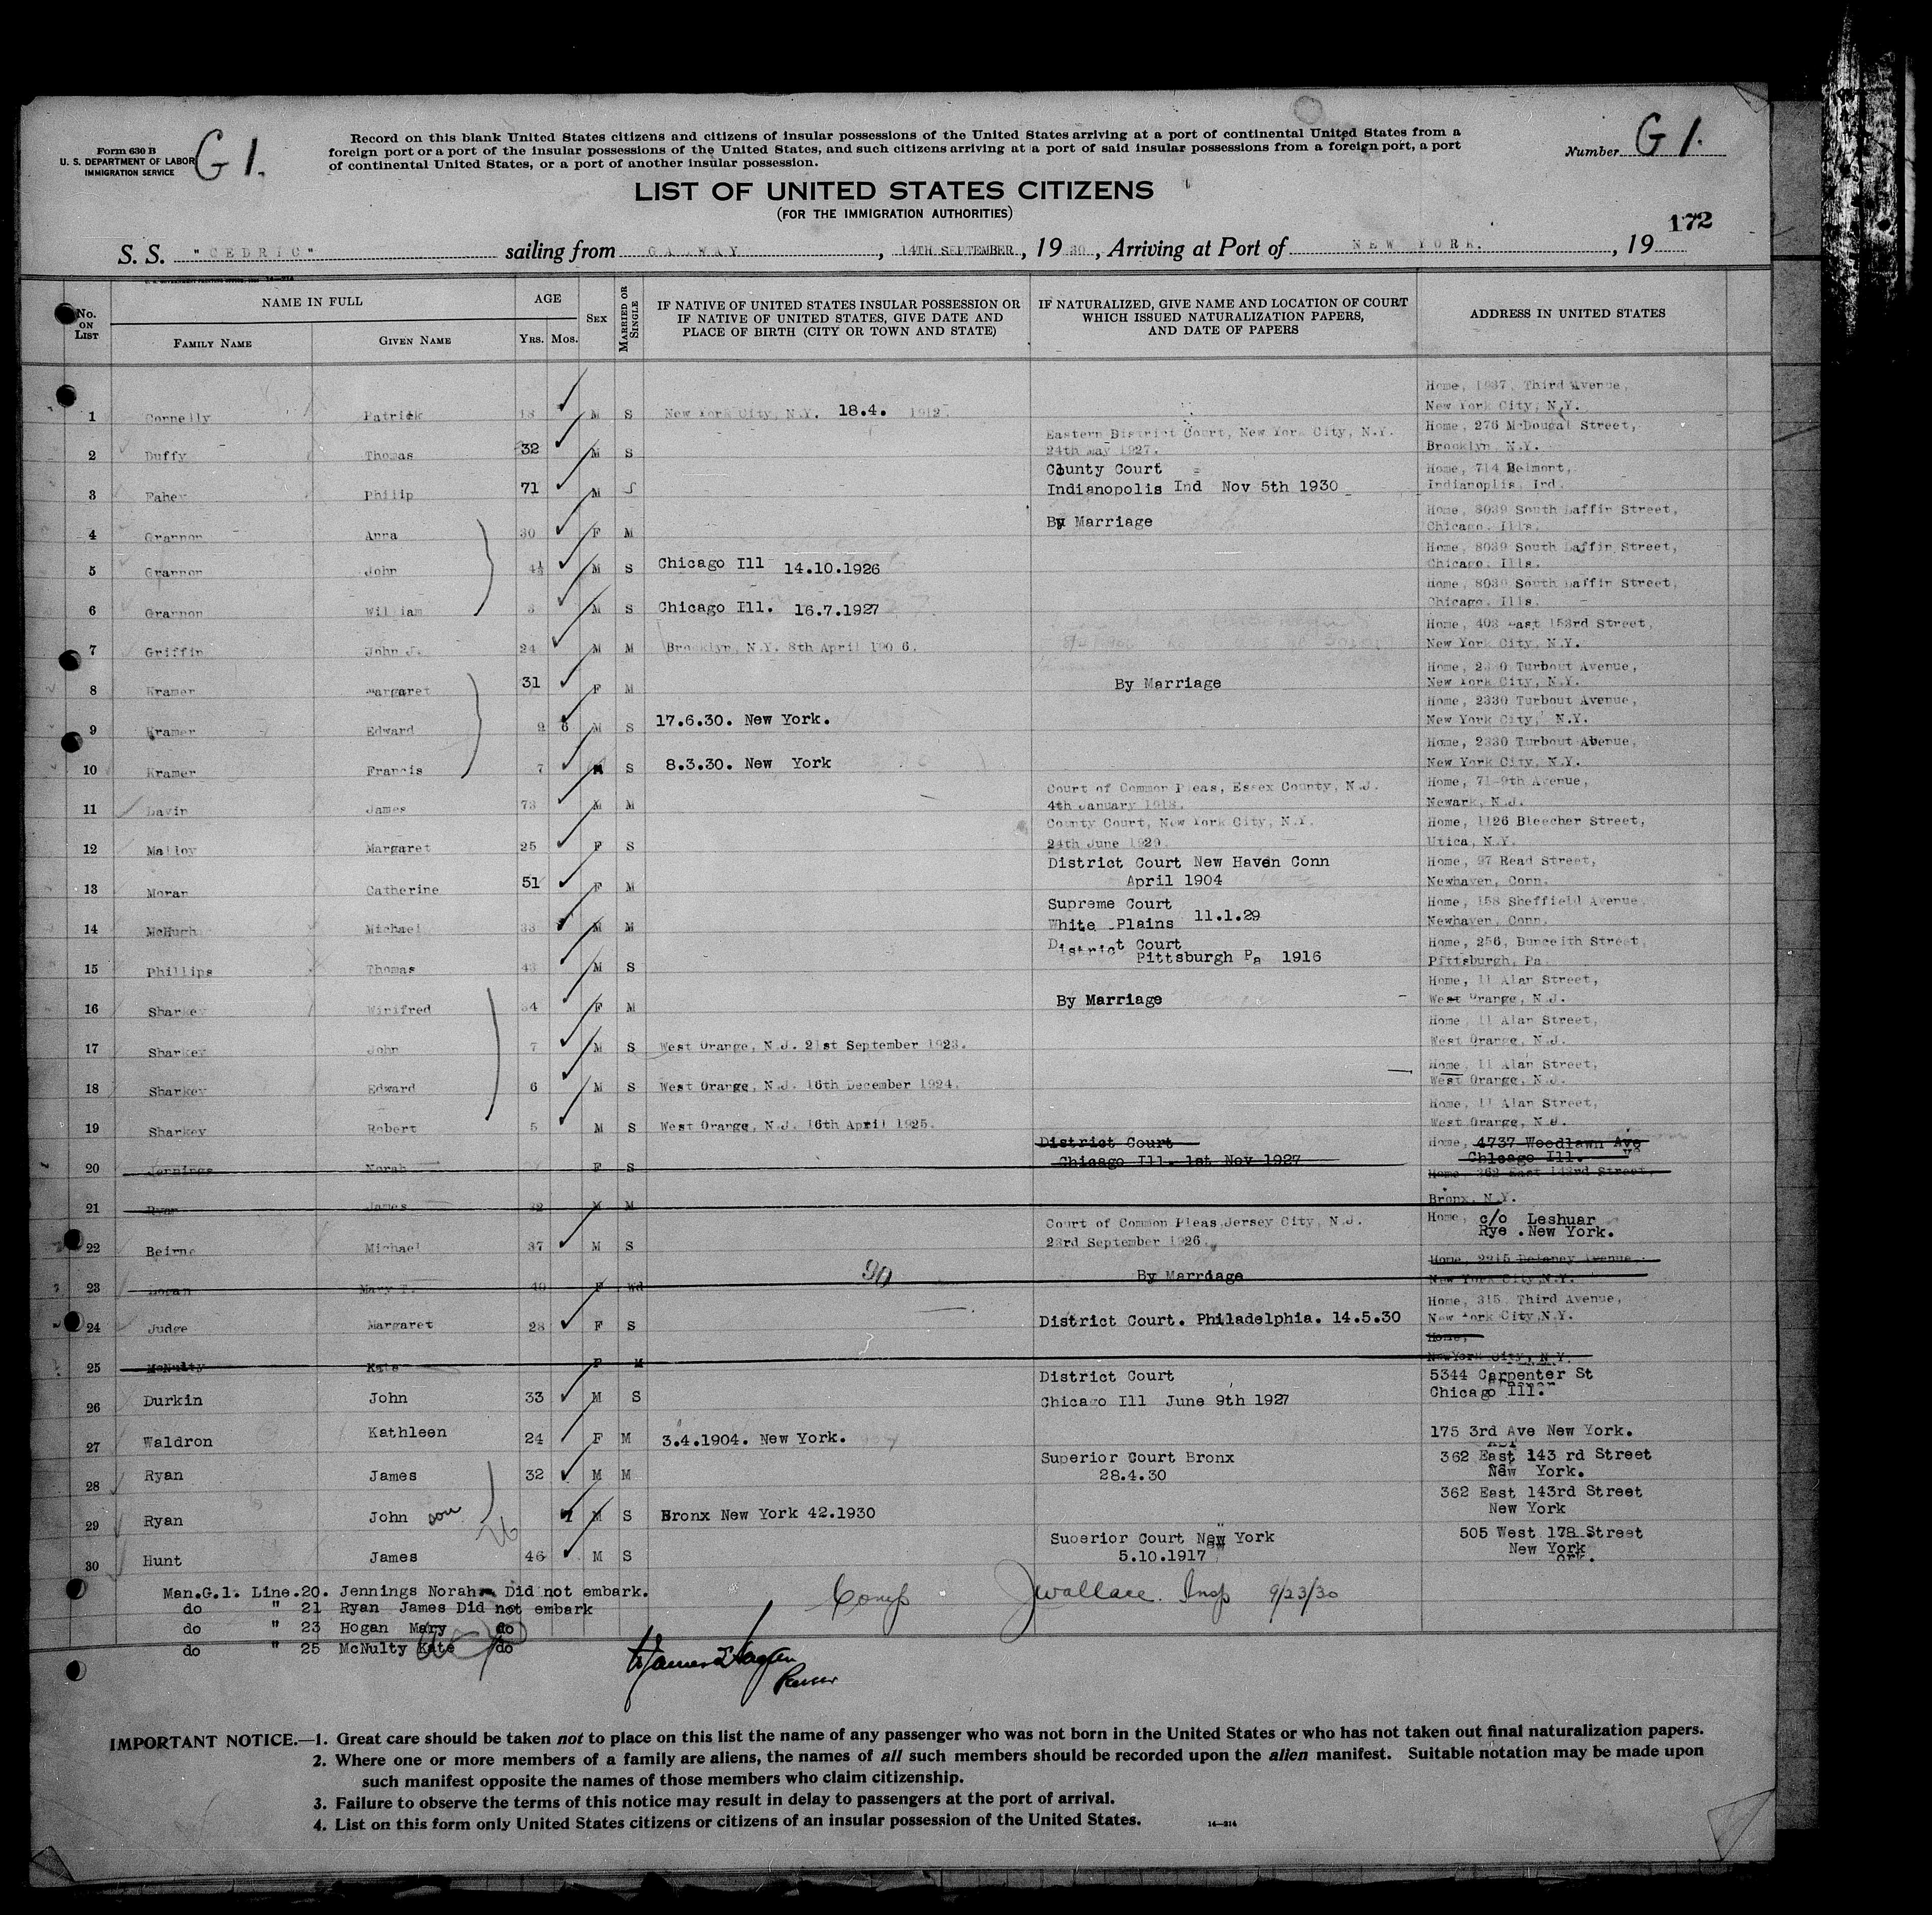 Form 630 B
U. S. DEPARTMENT OF LABOR
IMMIGRATION SERVICE
G 1.
Record on this blank United States citizens and citizens of insular possessions of the United States arriving at a port of continental United States from a
foreign port or a port of the insular possessions of the United States, and such citizens arriving at a port of said insular possessions from a foreign port, a port
of continental United States, or a port of another insular possession.
Number G 1.
LIST OF UNITED STATES CITIZENS
(FOR THE IMMIGRATION AUTHORITIES)
172
S. S. "CEDRIC" sailing from GALWAY, 14TH SEPTEMBER, 1930, Arriving at Port of NEW YORK., 19
No. ON LIST
NAME IN FULL
FAMILY NAME
GIVEN NAME
AGE
YRS. MOS.
SEX
MARRIED OR SINGLE
IF NATIVE OF UNITED STATES INSULAR POSSESSION OR
IF NATIVE OF UNITED STATES, GIVE DATE AND
PLACE OF BIRTH (CITY OR TOWN AND STATE)
IF NATURALIZED, GIVE NAME AND LOCATION OF COURT
WHICH ISSUED NATURALIZATION PAPERS,
AND DATE OF PAPERS
ADDRESS IN UNITED STATES
1 Connelly Patrick 18 M S New York City, N.Y. 18.4. 1912. Home, 1937, Third Avenue,
New York City, N.Y.
2 Duffy Thomas 32 M S Eastern District Court, New York City, N.Y.
24th May 1927. Home, 276 McDougal Street,
Brooklyn, N.Y.
3 Fahey Philip 71 M S County Court
Indianopolis Ind Nov 5th 1930 Home, 714 Belmont,
Indianoplis, Ind.
4 Grannon Anna 30 F M By Marriage Home, 8039 South Laffin Street,
Chicago, Ills.
5 Grannon John 4½ M S Chicago Ill 14.10.1926 Home, 8039 South Laffin Street,
Chicago, Ills.
6 Grannon William 3 M S Chicago Ill. 16.7.1927 Home, 8039 South Laffin Street,
Chicago, Ills.
7 Griffin John J. 24 M M Brooklyn, N.Y. 8th April 1906. Home, 403 East 153rd Street,
New York City, N.Y.
8 Kramer Margaret 31 F M By Marriage Home, 2330 Turbout Avenue,
New York City, N.Y.
9 Kramer Edward 2 6 M S 17.6.30. New York. Home, 2330 Turbout Avenue,
New York City, N.Y.
10 Kramer Francis 7 M S 8.3.30. New York Home, 2330 Turbout Abenue,
New York City, N.Y.
11 Lavin James 73 M M Court of Common Pleas, Essex County, N.J.
4th January 1918. Home, 71-9th Avenue,
Newark, N.J.
12 Malloy Margaret 25 F S County Court, New York City, N.Y.
24th June 1929. Home, 1126 Bleecher Street,
Utica, N.Y.
13 Moran Catherine 51 F M District Court New Haven Conn
April 1904 Home, 97 Read Street,
Newhaven, Conn.
14 McHugh Michael 33 M M Supreme Court
White Plains 11.1.29 Home, 158 Sheffield Avenue,
Newhaven, Conn.
15 Phillips Thomas 43 M S District Court
Pittsburgh Pa 1916 Home, 256, Dunceith Street,
Pittsburgh, Pa.
16 Sharkey Winifred 34 F M By Marriage Home, 11 Alan Street,
West Orange, N.J.
17 Sharkey John 7 M S West Orange, N.J. 21st September 1923. Home, 11 Alan Street,
West Orange, N.J.
18 Sharkey Edward 6 M S West Orange, N.J. 16th December 1924. Home, 11 Alan Street,
West Orange, N.J.
19 Sharkey Robert 5 M S West Orange, N.J. 16th April 1925. Home, 11 Alan Street,
West Orange, N.J.
20 Jennings Norah F S District Court
Chicago Ill. 1st Nov 1927 Home, 4737 Woodlawn Ave
Chicago Ill.
21 Ryan James 32 M M Home 362 East 143rd Street,
Bronx, N.Y.
22 Beirne Michael 37 M S Court of Common Pleas, Jersey City, N.J.
23rd September 1926. Home, c/o Leshuar
Rye .New York.
23 Mary 40 F Wd By Marriage Home, 2215 Delancy Avenue,
New York City, N.Y.
24 Judge Margaret 28 F S District Court. Philadelphia. 14.5.30 Home, 315, Third Avenue,
New York City, N.Y.
25 McNulty Kate F M Home,
New York City, N.Y.
26 Durkin John 33 M S District Court
Chicago Ill June 9th 1927 5344 Carpenter St
Chicago Ill.
27 Waldron Kathleen 24 F M 3.4.1904. New York. 175 3rd Ave New York.
28 Ryan James 32 M M Superior Court Bronx
28.4.30 362 East 143 rd Street
New York.
29 Ryan John son M S Bronx New York 42.1930 362 East 143rd Street
New York
30 Hunt James 46 M S Suoerior Court New York
5.10.1917 505 West 178 Street
New York
Man.G.1. Line.20. Jennings Norah Did not embark.
do " 21 Ryan James Did not embark
do " 23 Hogan Mary do
do " 25 McNulty Kate do
Comp J Wallace. Insp 9/23/30
Purser
IMPORTANT NOTICE.—1. Great care should be taken not to place on this list the name of any passenger who was not born in the United States or who has not taken out final naturalization papers.
2. Where one or more members of a family are aliens, the names of all such members should be recorded upon the alien manifest. Suitable notation may be made upon
such manifest opposite the names of those members who claim citizenship.
3. Failure to observe the terms of this notice may result in delay to passengers at the port of arrival.
4. List on this form only United States citizens or citizens of an insular possession of the United States.
14—214